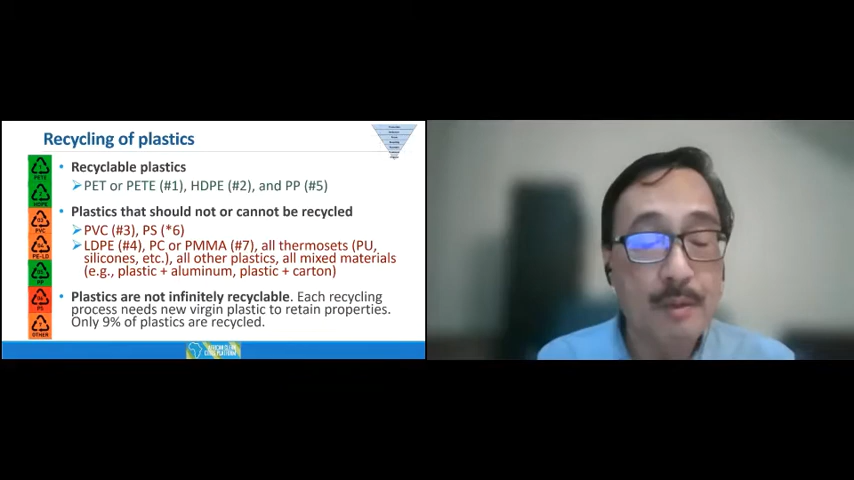 Recycling of plastics
• Recyclable plastics
➢PET or PETE (#1), HDPE (#2), and PP (#5)
• Plastics that should not or cannot be recycled
➢PVC (#3), PS (*6)
➢LDPE (#4), PC or PMMA (#7), all thermosets (PU,
silicones, etc.), all other plastics, all mixed materials
(e.g., plastic + aluminum, plastic + carton)
• Plastics are not infinitely recyclable. Each recycling
process needs new virgin plastic to retain properties.
Only 9% of plastics are recycled.
PETE
HDPE
PVC
PE-LD
PP
PS
OTHER
AFRICAN CLEAN
CITIES PLATFORM